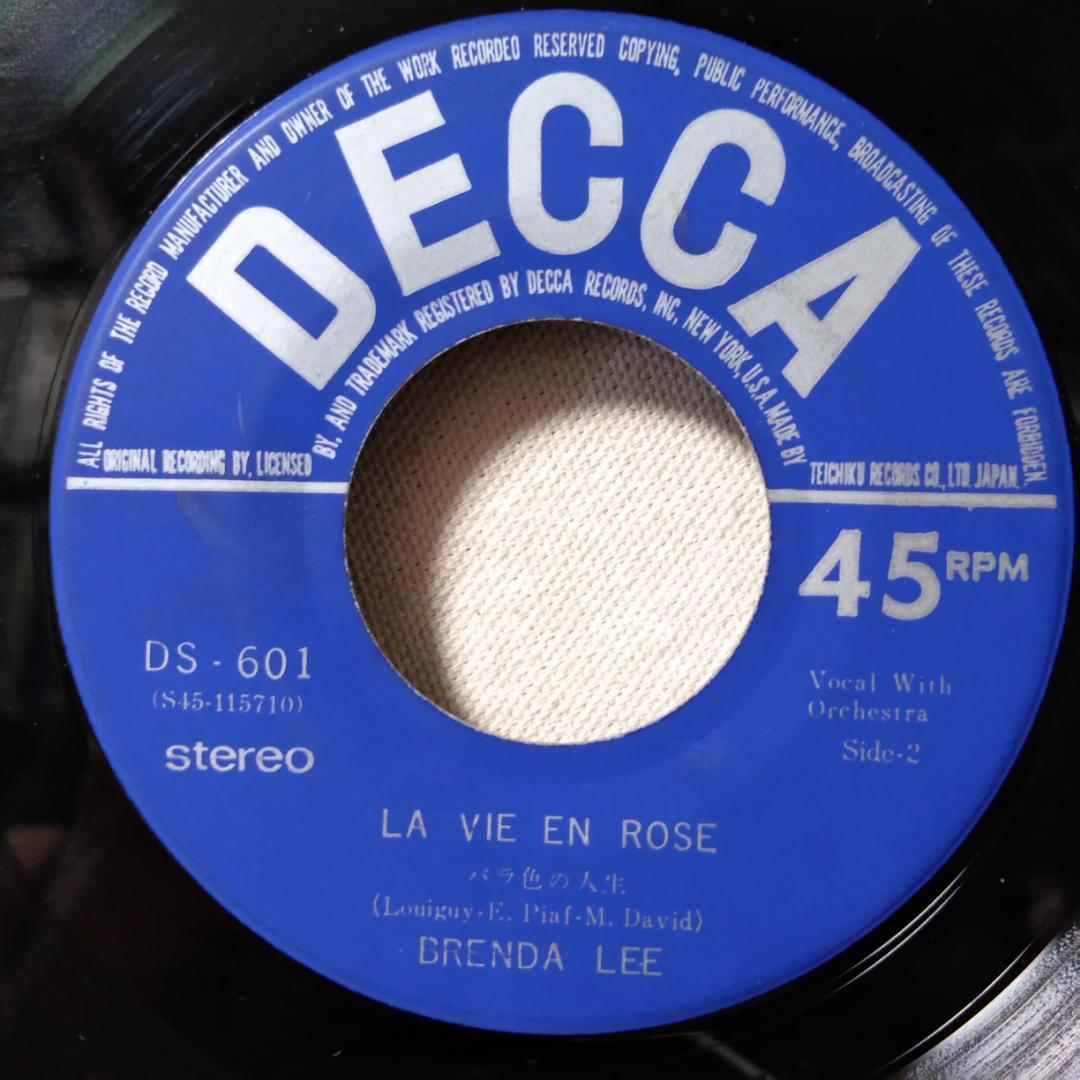 ALL RIGHTS OF THE RECORD MANUFACTURER AND OWNER OF THE WORK RECORDED RESERVED COPYING, PUBLIC PERFORMANCE, BROADCASTING OF THESE RECORDS ARE FORBIDDEN.
DECCA
ORIGINAL RECORDING BY, LICENSED
BY, AND TRADEMARK REGISTERED BY DECCA RECORDS, INC, NEW YORK, U.S.A. MADE BY
TEICHIKU RECORDS CO., LTD. JAPAN.
45 RPM
DS-601
(S45-115710)
stereo
Vocal With
Orchestra
Side-2
LA VIE EN ROSE
バラ色の人生
(Louiguy-E. Piaf-M. David)
BRENDA LEE